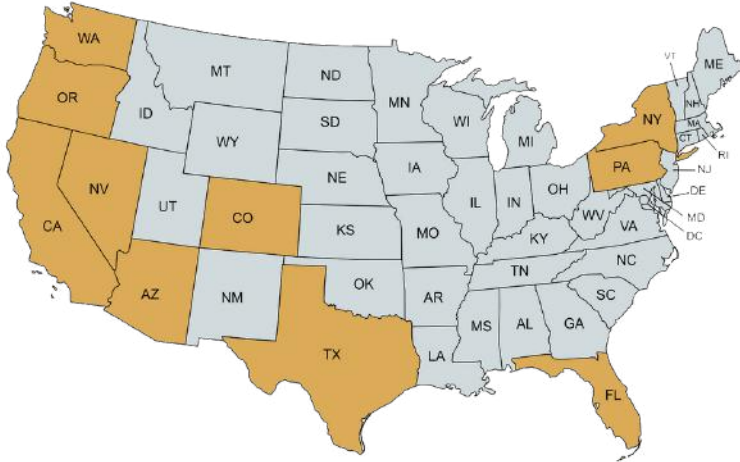 WA
OR
CA
NV
ID
MT
WY
UT
CO
AZ
NM
ND
SD
NE
KS
OK
TX
MN
IA
MO
AR
LA
WI
IL
MI
IN
OH
KY
TN
MS
AL
GA
FL
SC
NC
VA
WV
PA
NY
VT
NH
ME
MA
CT
RI
NJ
DE
MD
DC